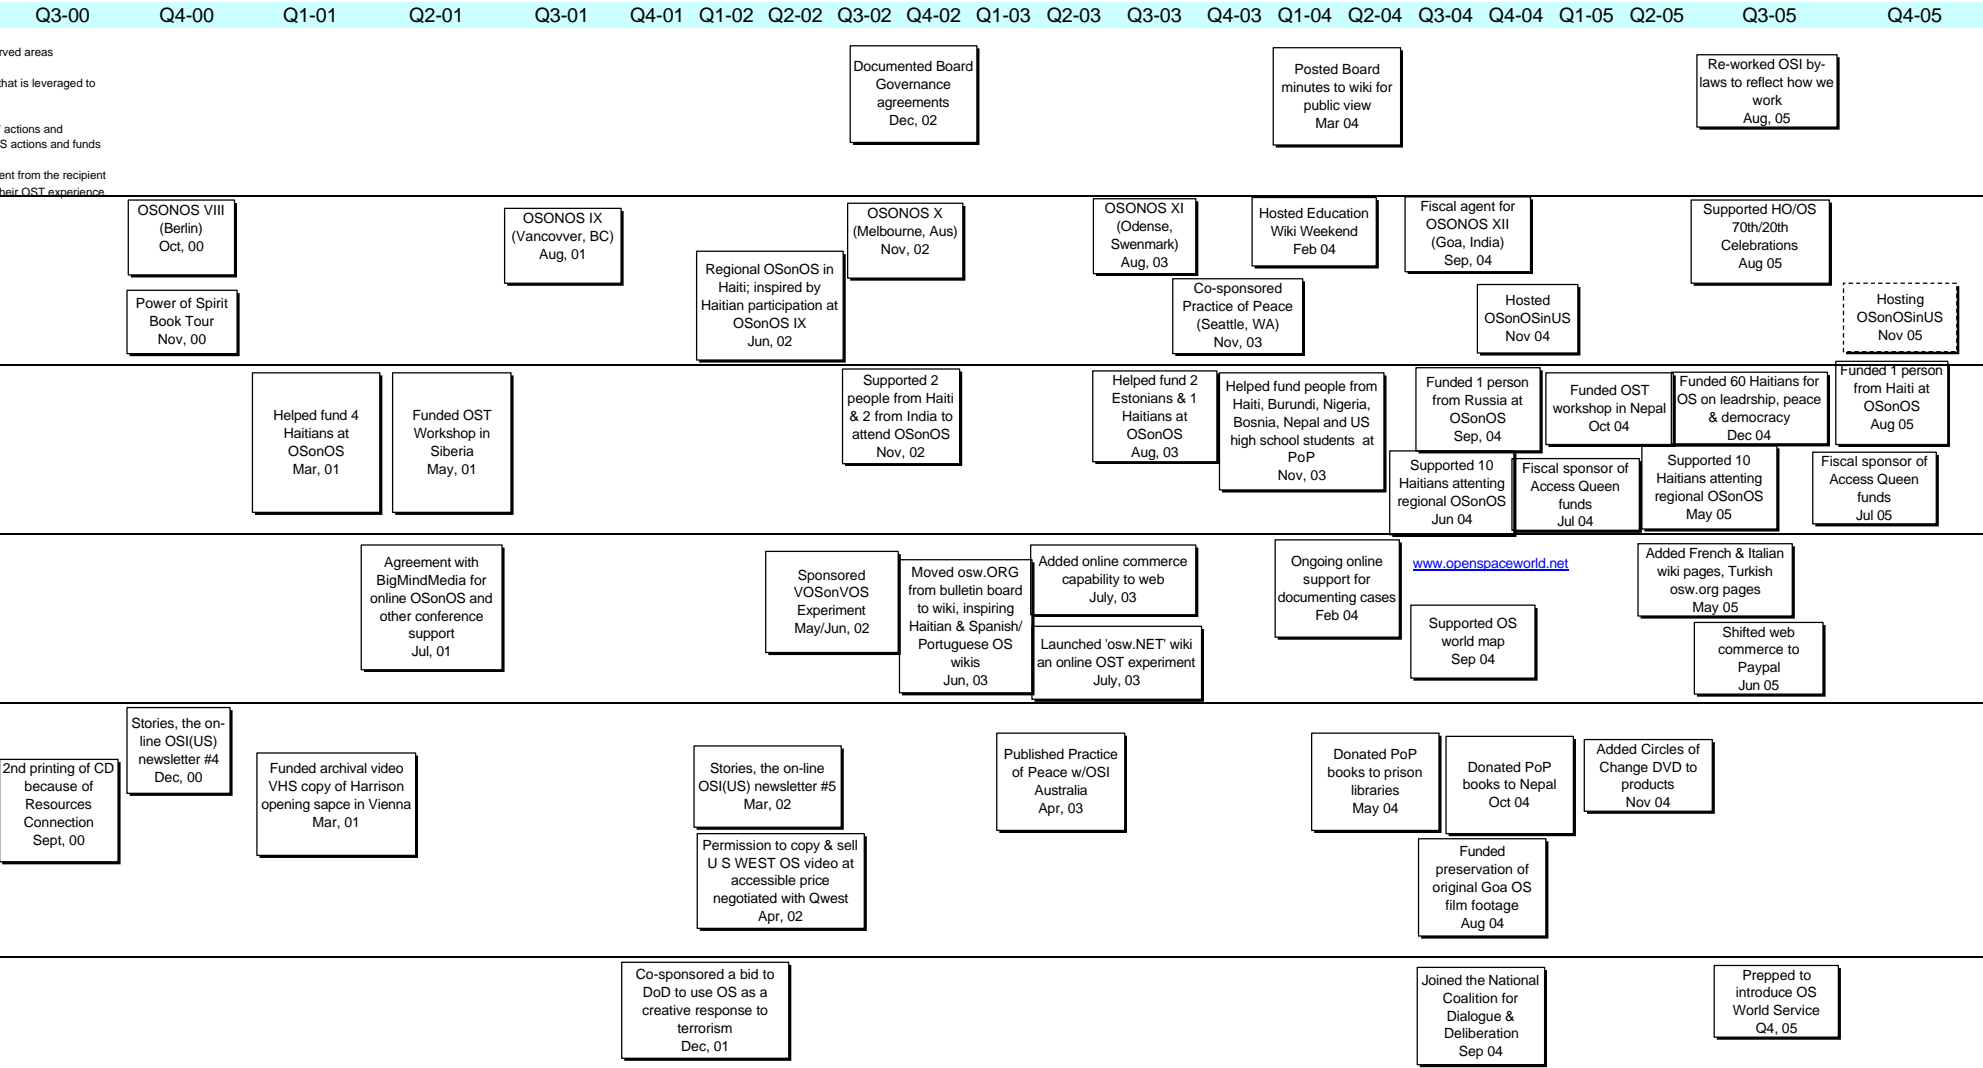 Q3-00 Q4-00 Q1-01 Q2-01 Q3-01 Q4-01 Q1-02 Q2-02 Q3-02 Q4-02 Q1-03 Q2-03 Q3-03 Q4-03 Q1-04 Q2-04 Q3-04 Q4-04 Q1-05 Q2-05 Q3-05 Q4-05
rved areas
that is leveraged to
actions and
S actions and funds
ent from the recipient
heir OST experience.
Documented Board
Governance
agreements
Dec, 02
Posted Board
minutes to wiki for
public view
Mar 04
Re-worked OSI by-
laws to reflect how we
work
Aug, 05
OSONOS VIII
(Berlin)
Oct, 00
Power of Spirit
Book Tour
Nov, 00
OSONOS IX
(Vancovver, BC)
Aug, 01
Regional OSonOS in
Haiti; inspired by
Haitian participation at
OSonOS IX
Jun, 02
OSONOS X
(Melbourne, Aus)
Nov, 02
OSONOS XI
(Odense,
Swenmark)
Aug, 03
Co-sponsored
Practice of Peace
(Seattle, WA)
Nov, 03
Hosted Education
Wiki Weekend
Feb 04
Fiscal agent for
OSONOS XII
(Goa, India)
Sep, 04
Hosted
OSonOSinUS
Nov 04
Supported HO/OS
70th/20th
Celebrations
Aug 05
Hosting
OSonOSinUS
Nov 05
Helped fund 4
Haitians at
OSonOS
Mar, 01
Funded OST
Workshop in
Siberia
May, 01
Supported 2
people from Haiti
& 2 from India to
attend OSonOS
Nov, 02
Helped fund 2
Estonians & 1
Haitians at
OSonOS
Aug, 03
Helped fund people from
Haiti, Burundi, Nigeria,
Bosnia, Nepal and US
high school students at
PoP
Nov, 03
Funded 1 person
from Russia at
OSonOS
Sep, 04
Supported 10
Haitians attenting
regional OSonOS
Jun 04
Funded OST
workshop in Nepal
Oct 04
Fiscal sponsor of
Access Queen
funds
Jul 04
Funded 60 Haitians for
OS on leadrship, peace
& democracy
Dec 04
Supported 10
Haitians attenting
regional OSonOS
May 05
Funded 1 person
from Haiti at
OSonOS
Aug 05
Fiscal sponsor of
Access Queen
funds
Jul 05
Agreement with
BigMindMedia for
online OSonOS and
other conference
support
Jul, 01
Sponsored
VOSonVOS
Experiment
May/Jun, 02
Moved osw.ORG
from bulletin board
to wiki, inspiring
Haitian & Spanish/
Portuguese OS
wikis
Jun, 03
Added online commerce
capability to web
July, 03
Launched 'osw.NET' wiki
an online OST experiment
July, 03
Ongoing online
support for
documenting cases
Feb 04
www.openspaceworld.net
Supported OS
world map
Sep 04
Added French & Italian
wiki pages, Turkish
osw.org pages
May 05
Shifted web
commerce to
Paypal
Jun 05
2nd printing of CD
because of
Resources
Connection
Sept, 00
Stories, the on-
line OSI(US)
newsletter #4
Dec, 00
Funded archival video
VHS copy of Harrison
opening sapce in Vienna
Mar, 01
Stories, the on-line
OSI(US) newsletter #5
Mar, 02
Permission to copy & sell
U S WEST OS video at
accessible price
negotiated with Qwest
Apr, 02
Published Practice
of Peace w/OSI
Australia
Apr, 03
Donated PoP
books to prison
libraries
May 04
Donated PoP
books to Nepal
Oct 04
Funded
preservation of
original Goa OS
film footage
Aug 04
Added Circles of
Change DVD to
products
Nov 04
Co-sponsored a bid to
DoD to use OS as a
creative response to
terrorism
Dec, 01
Joined the National
Coalition for
Dialogue &
Deliberation
Sep 04
Prepped to
introduce OS
World Service
Q4, 05